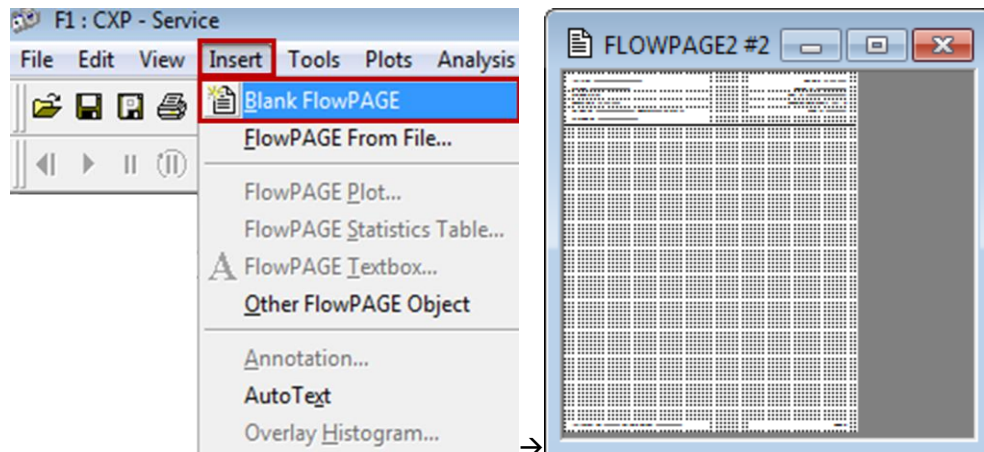 F1 : CXP - Service
File Edit View Insert Tools Plots Analysis
Blank FlowPAGE
FlowPAGE From File...
FlowPAGE Plot...
FlowPAGE Statistics Table...
A FlowPAGE Textbox...
Other FlowPAGE Object
Annotation...
AutoText
Overlay Histogram...
→
FLOWPAGE2 #2